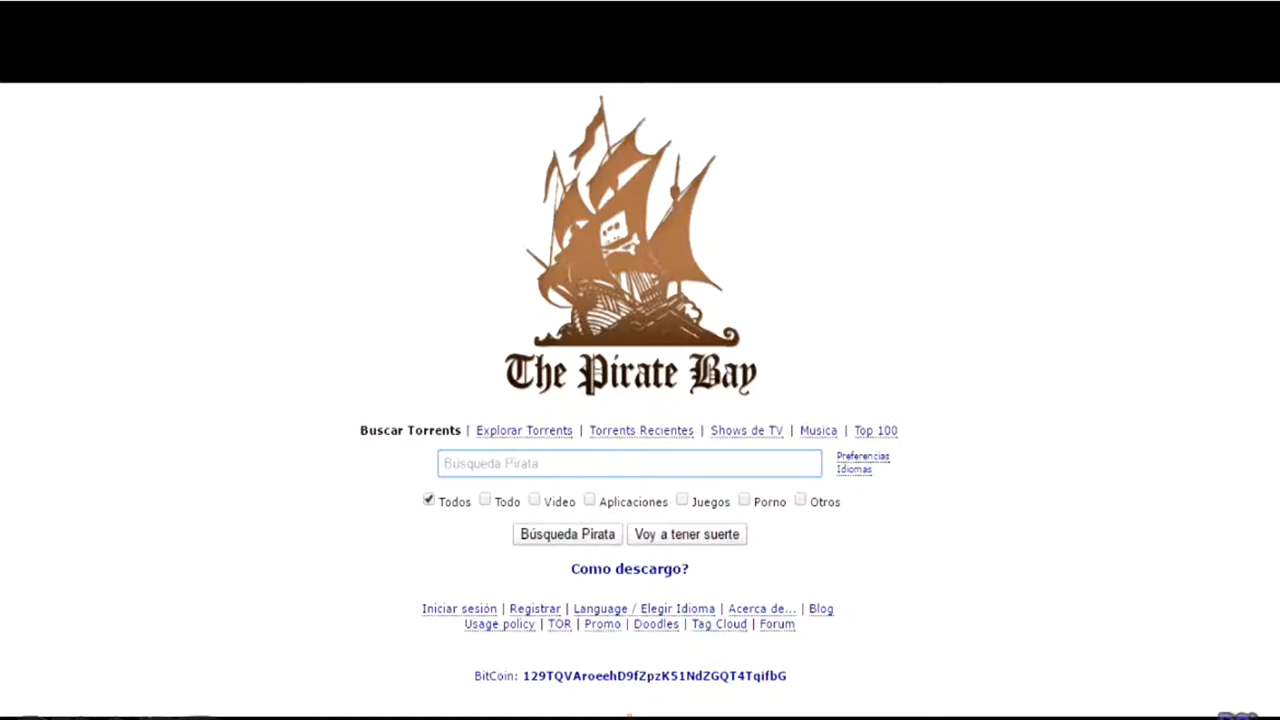 The Pirate Bay
Buscar Torrents | Explorar Torrents | Torrents Recientes | Shows de TV | Musica | Top 100
Búsqueda Pirata
Preferencias
Idiomas
Todos Todo Video Aplicaciones Juegos Porno Otros
Búsqueda Pirata Voy a tener suerte
Como descargo?
Iniciar sesión | Registrar | Language / Elegir Idioma | Acerca de... | Blog
Usage policy | TOR | Promo | Doodles | Tag Cloud | Forum
BitCoin: 129TQVAroeehD9fZpzK51NdZGQT4TqifbG